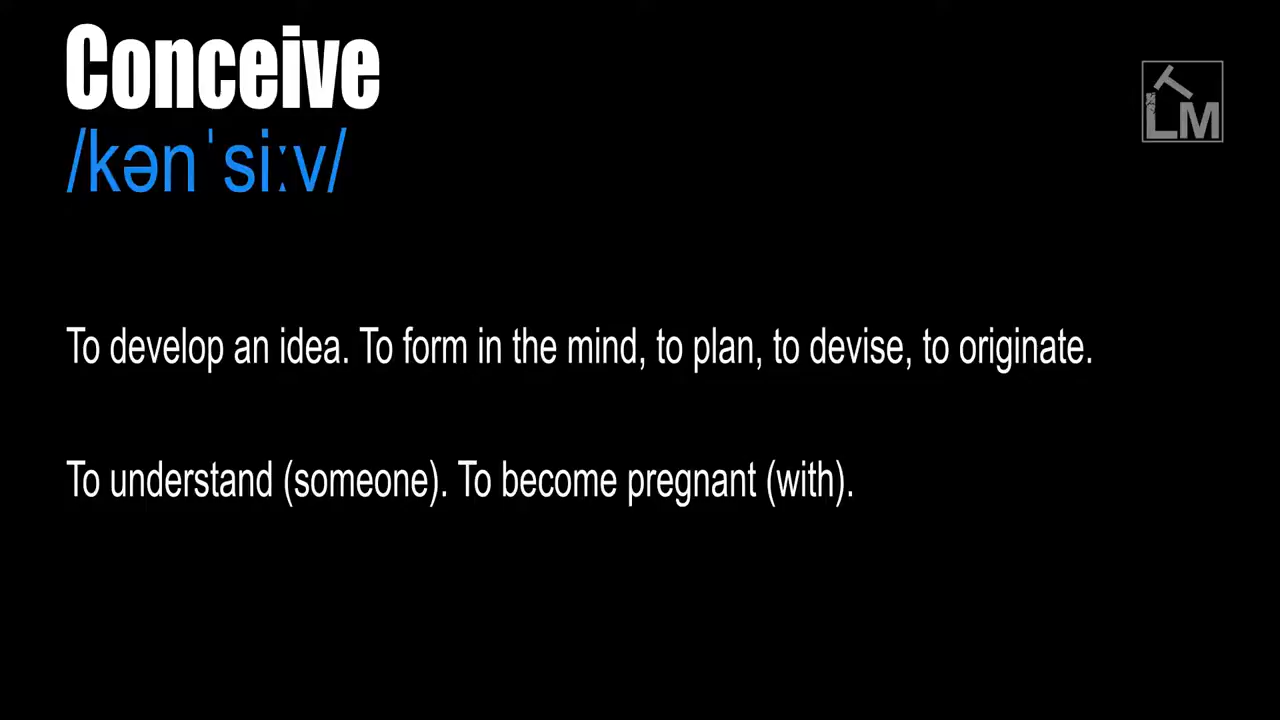 Conceive
/kənˈsiːv/
To develop an idea. To form in the mind, to plan, to devise, to originate.
To understand (someone). To become pregnant (with).
LTM